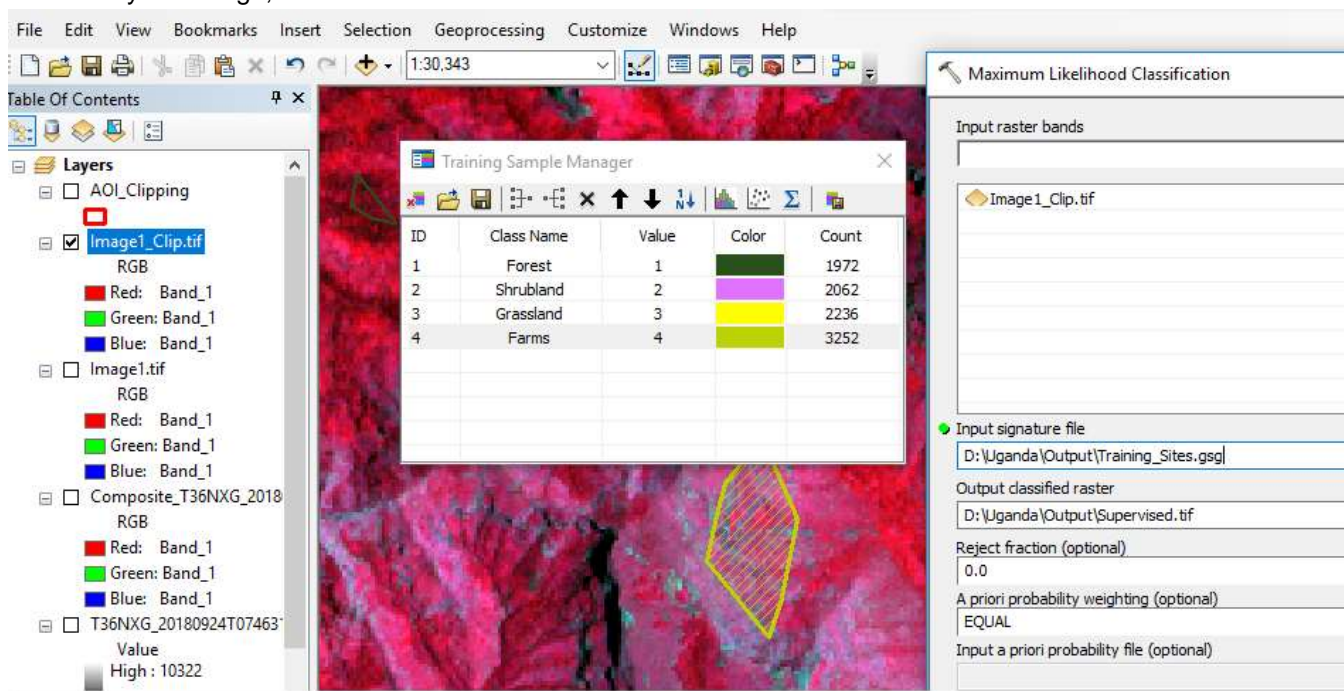 File Edit View Bookmarks Insert Selection Geoprocessing Customize Windows Help
1:30,343
Table Of Contents
Layers
AOI_Clipping
Image1_Clip.tif
RGB
Red: Band_1
Green: Band_1
Blue: Band_1
Image1.tif
RGB
Red: Band_1
Green: Band_1
Blue: Band_1
Composite_T36NXG_2018
RGB
Red: Band_1
Green: Band_1
Blue: Band_1
T36NXG_20180924T07463
Value
High : 10322
Training Sample Manager
ID Class Name Value Color Count
1 Forest 1 1972
2 Shrubland 2 2062
3 Grassland 3 2236
4 Farms 4 3252
Maximum Likelihood Classification
Input raster bands
Image1_Clip.tif
Input signature file
D:\Uganda\Output\Training_Sites.gsg
Output classified raster
D:\Uganda\Output\Supervised.tif
Reject fraction (optional)
0.0
A priori probability weighting (optional)
EQUAL
Input a priori probability file (optional)